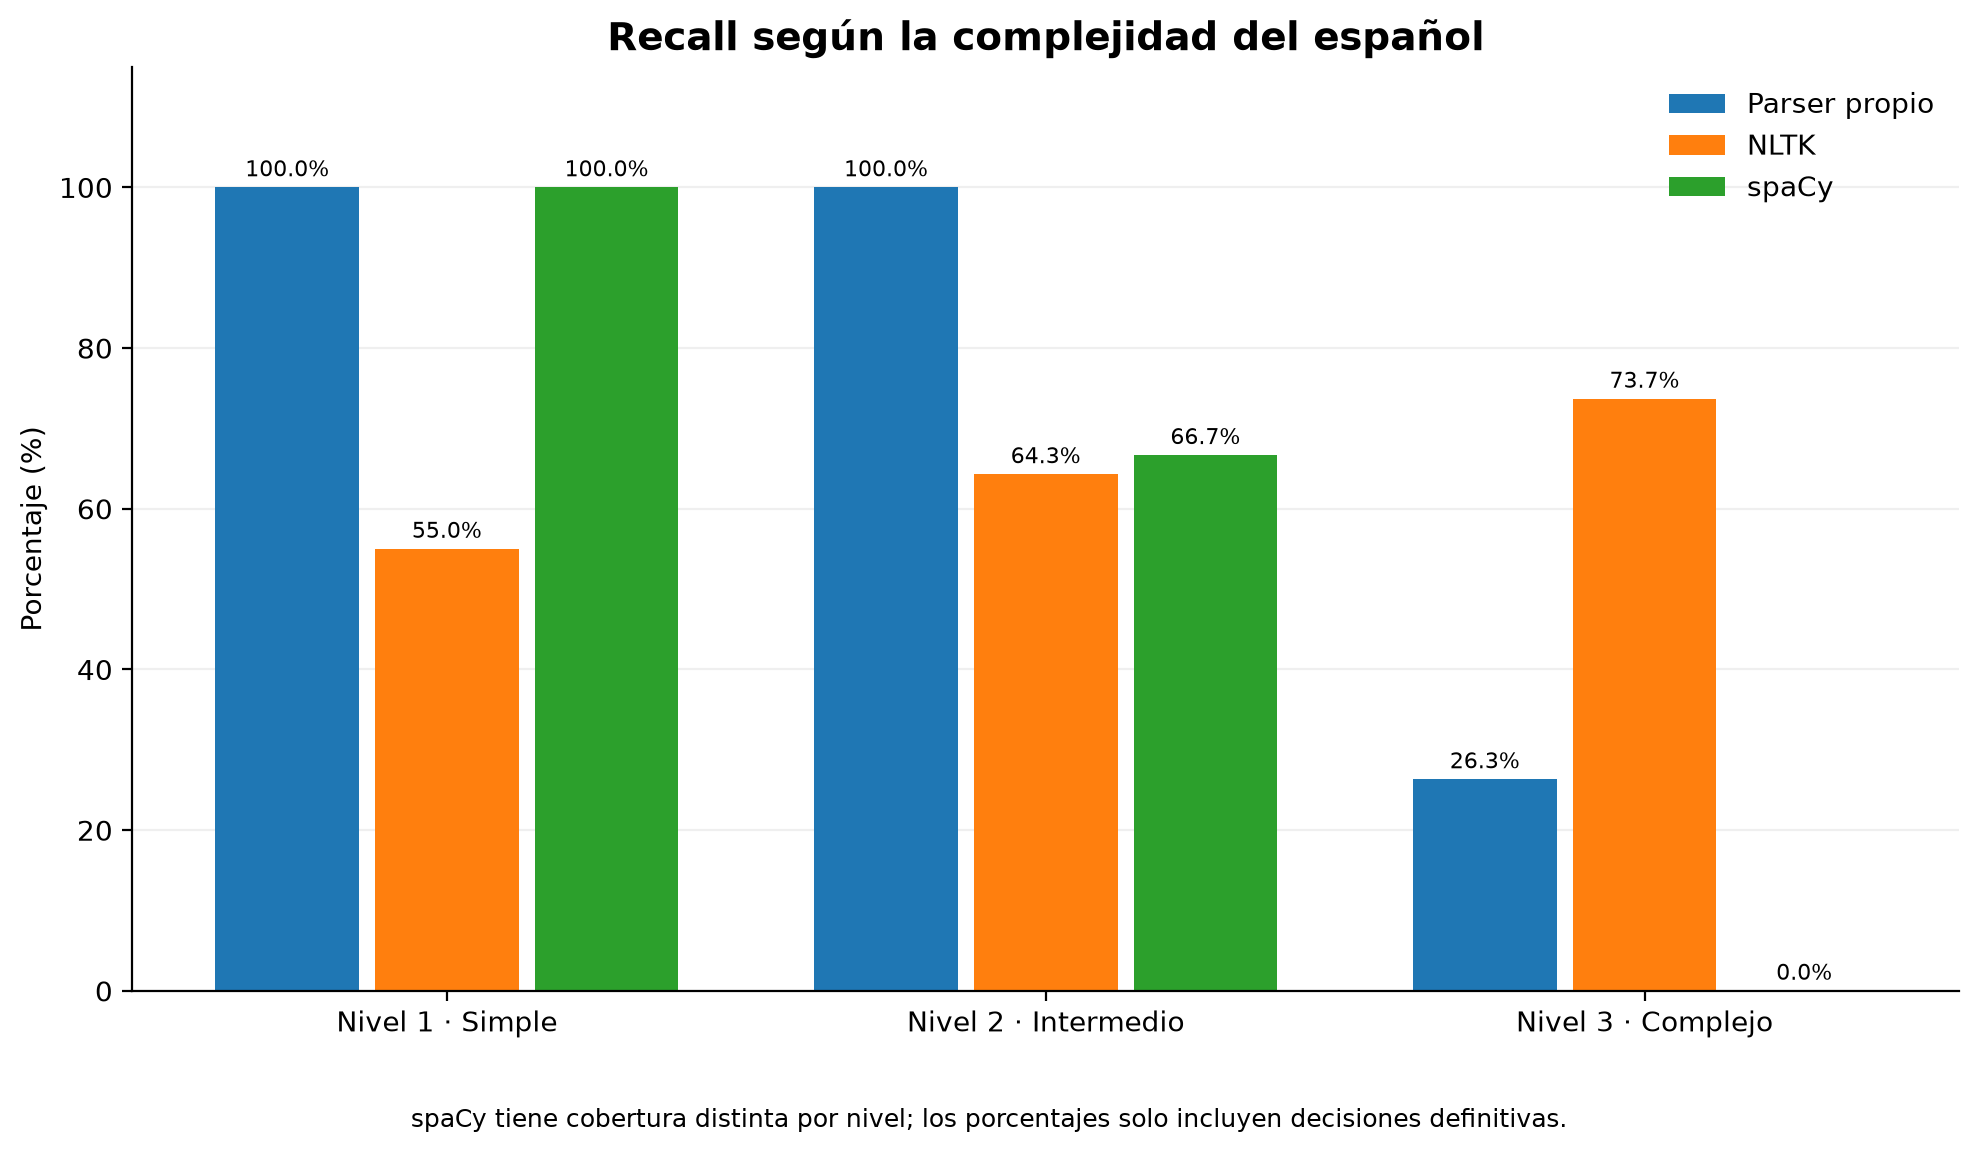 Recall según la complejidad del español
Parser propio
NLTK
spaCy
Porcentaje (%)
100
80
60
40
20
0
100.0%
55.0%
100.0%
100.0%
64.3%
66.7%
26.3%
73.7%
0.0%
Nivel 1 · Simple
Nivel 2 · Intermedio
Nivel 3 · Complejo
spaCy tiene cobertura distinta por nivel; los porcentajes solo incluyen decisiones definitivas.